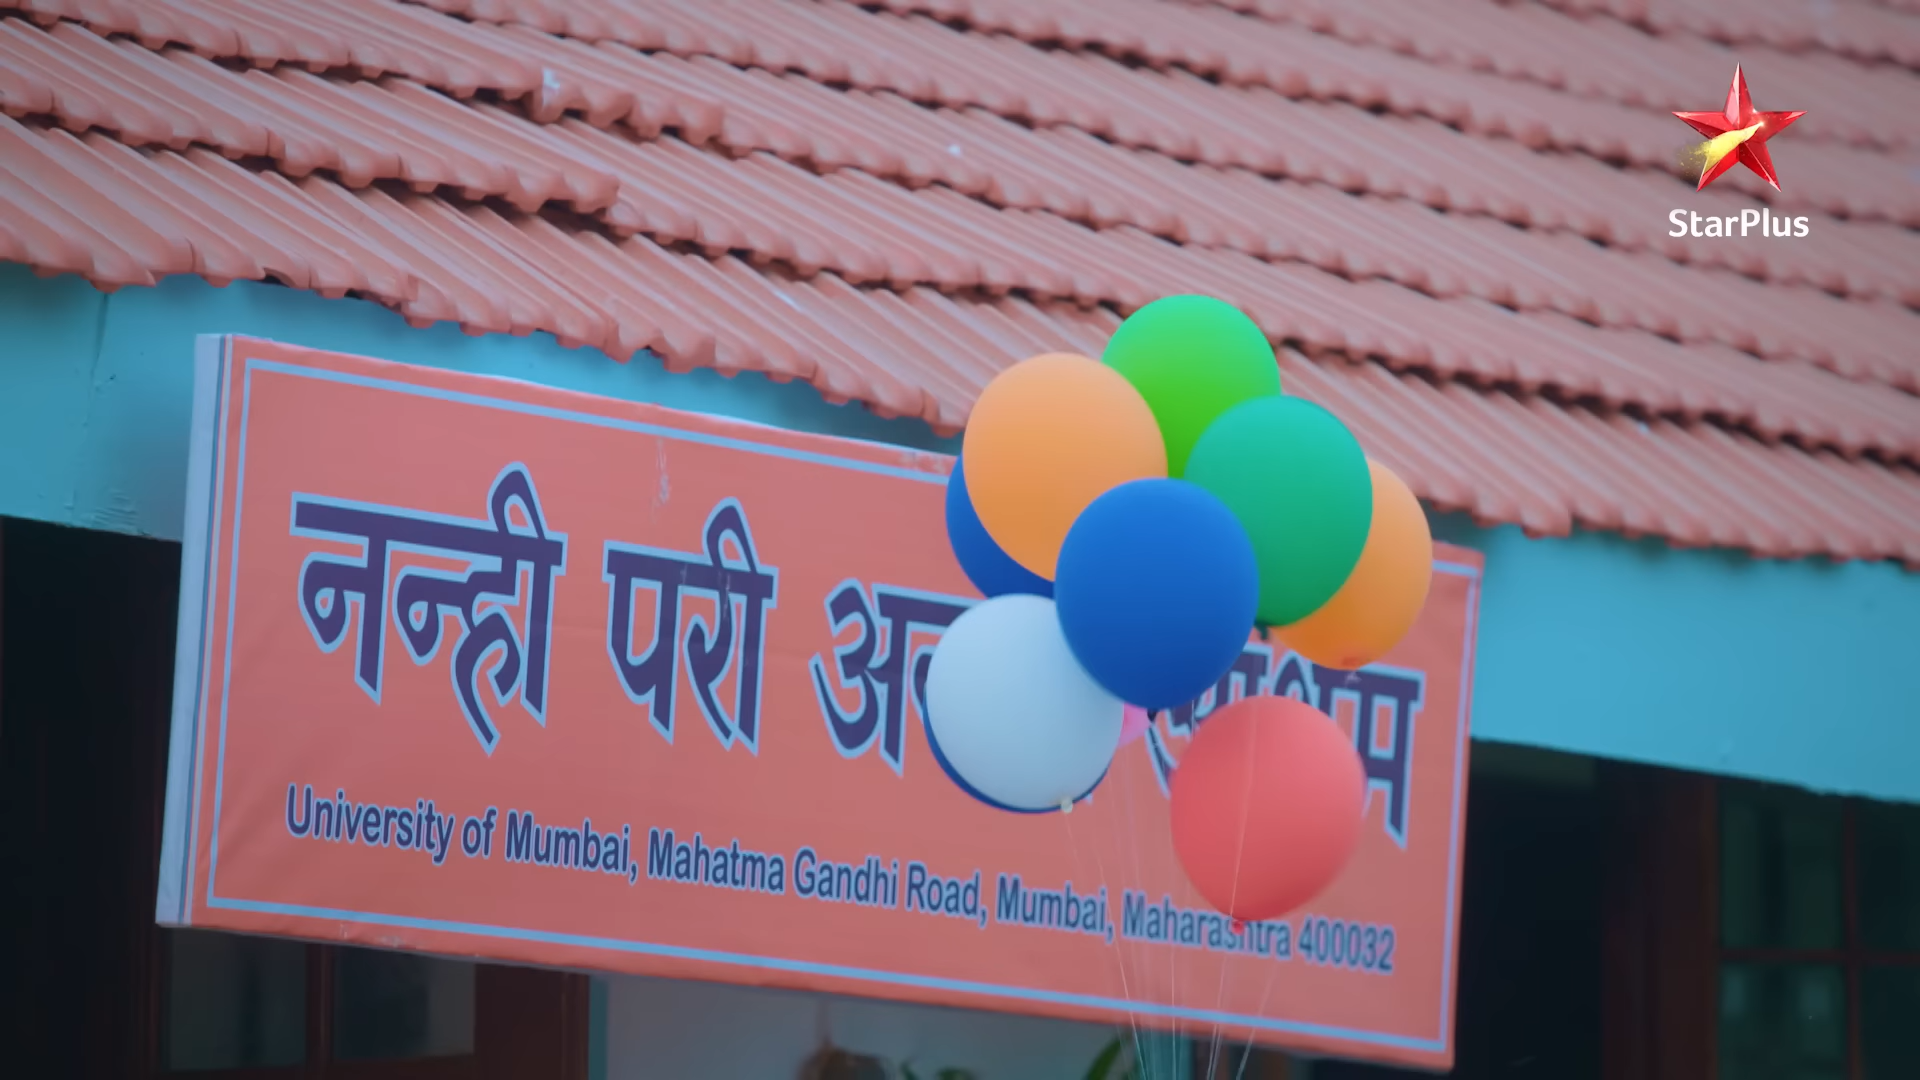 StarPlus
नन्ही परी
University of Mumbai, Mahatma Gandhi Road, Mumbai, Maharashtra 400032